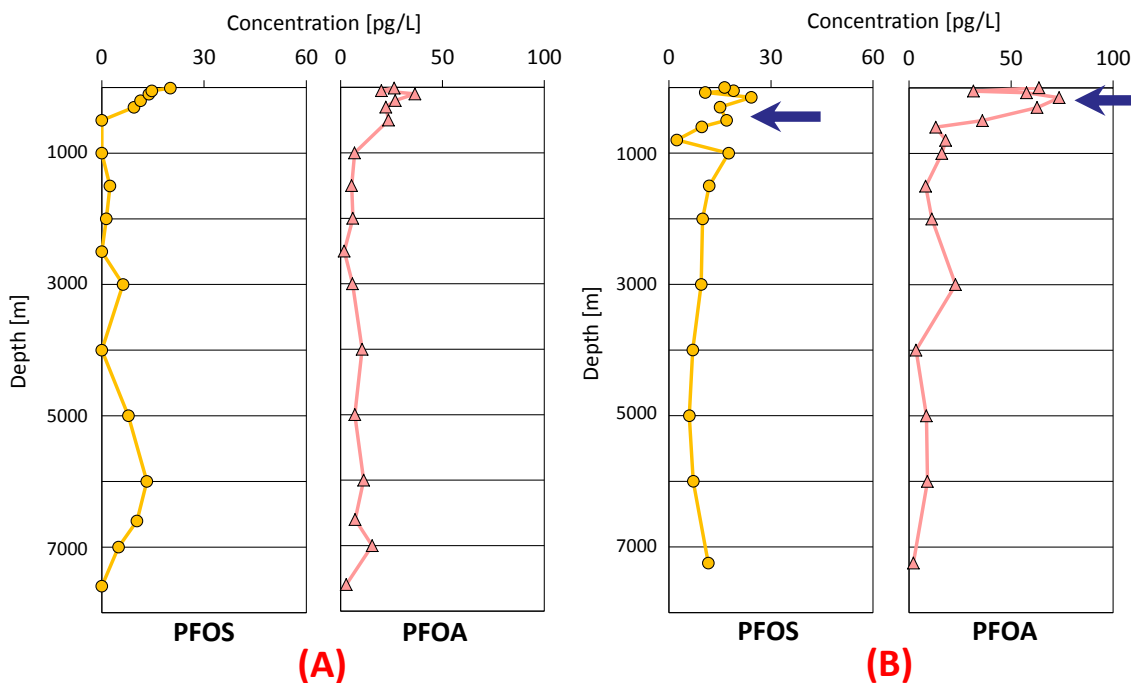 Concentration [pg/L]
0 30 60
0 50 100
1000
3000
5000
7000
Depth [m]
PFOS
PFOA
(A)
Concentration [pg/L]
0 30 60
0 50 100
1000
3000
5000
7000
Depth [m]
PFOS
PFOA
(B)